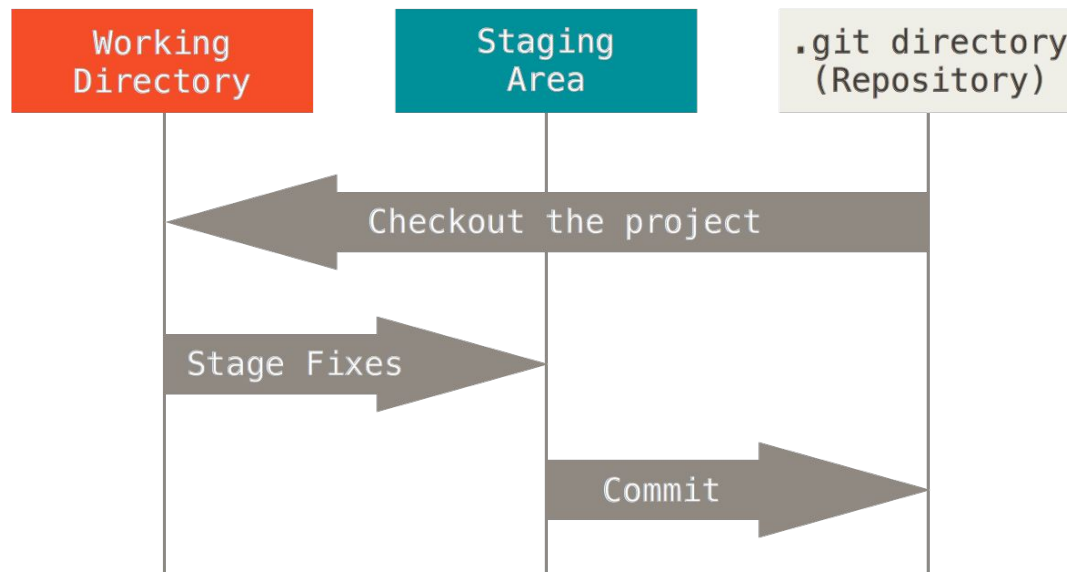 Working
Directory
Staging
Area
.git directory
(Repository)
Checkout the project
Stage Fixes
Commit